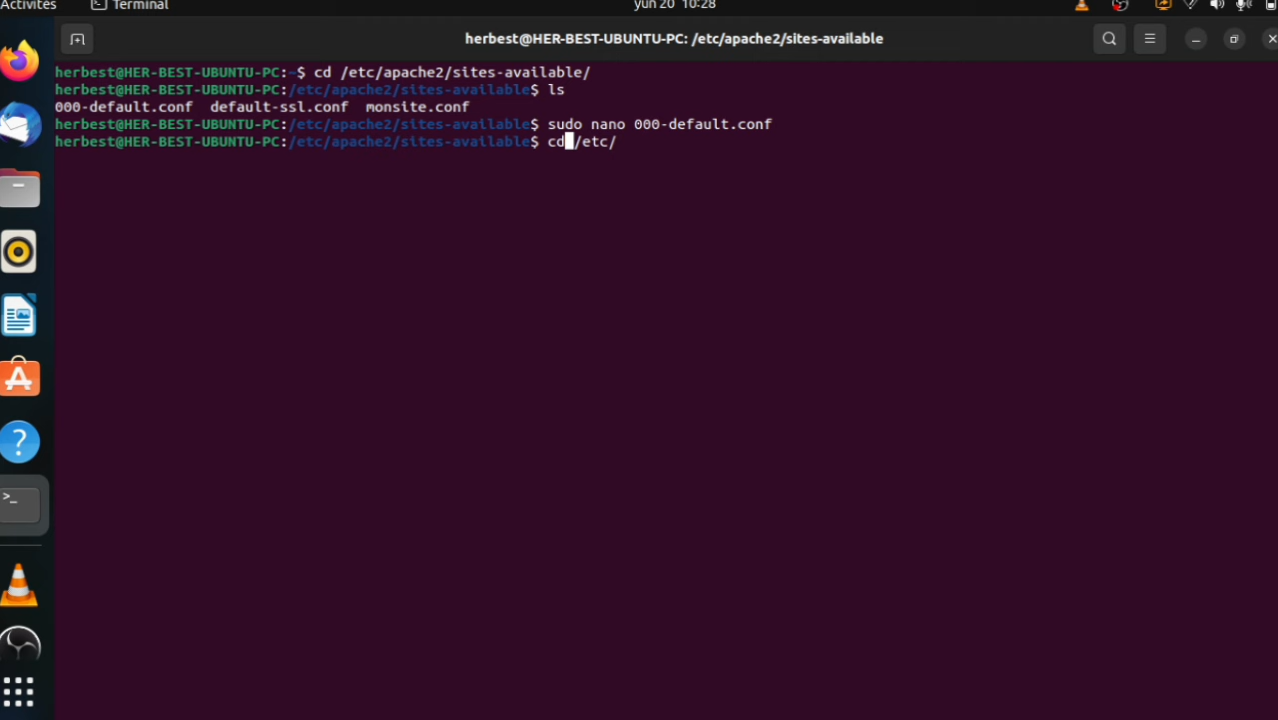 Activités Terminal yun 20 10:28
herbest@HER-BEST-UBUNTU-PC: /etc/apache2/sites-available
herbest@HER-BEST-UBUNTU-PC:~$ cd /etc/apache2/sites-available/
herbest@HER-BEST-UBUNTU-PC:/etc/apache2/sites-available$ ls
000-default.conf  default-ssl.conf  monsite.conf
herbest@HER-BEST-UBUNTU-PC:/etc/apache2/sites-available$ sudo nano 000-default.conf
herbest@HER-BEST-UBUNTU-PC:/etc/apache2/sites-available$ cd /etc/